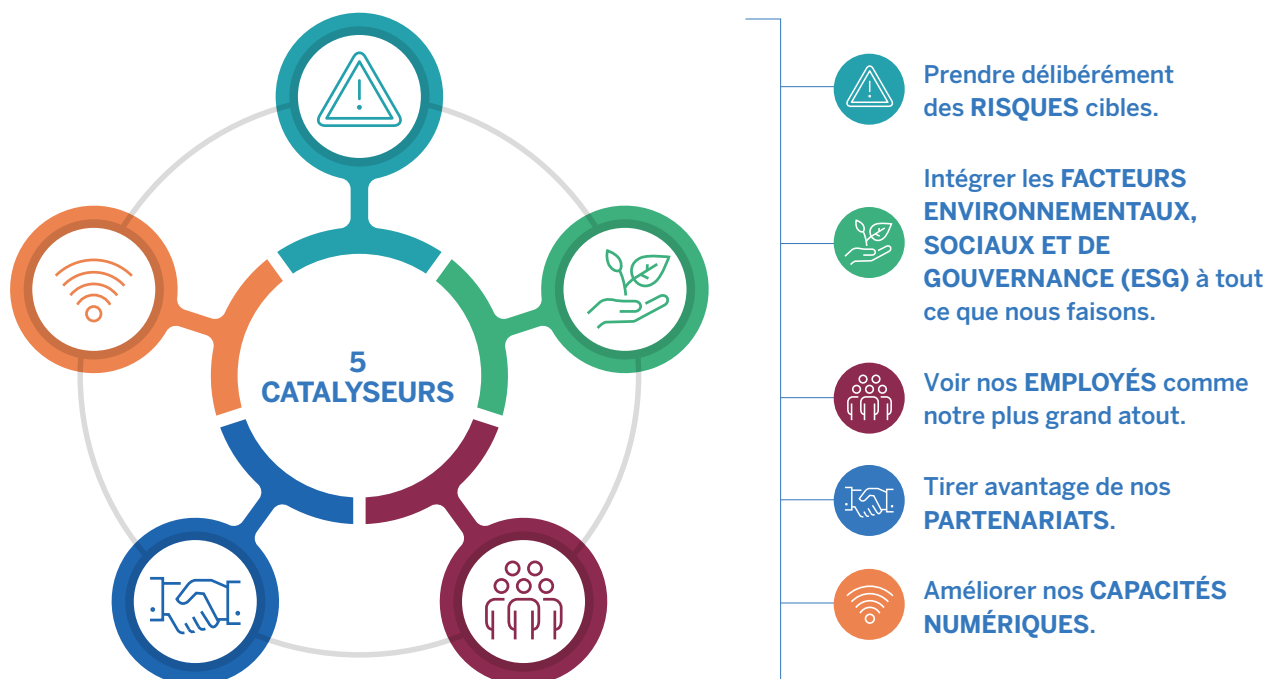 5
CATALYSEURS
Prendre délibérément
des RISQUES cibles.
Intégrer les FACTEURS
ENVIRONNEMENTAUX,
SOCIAUX ET DE
GOUVERNANCE (ESG) à tout
ce que nous faisons.
Voir nos EMPLOYÉS comme
notre plus grand atout.
Tirer avantage de nos
PARTENARIATS.
Améliorer nos CAPACITÉS
NUMÉRIQUES.